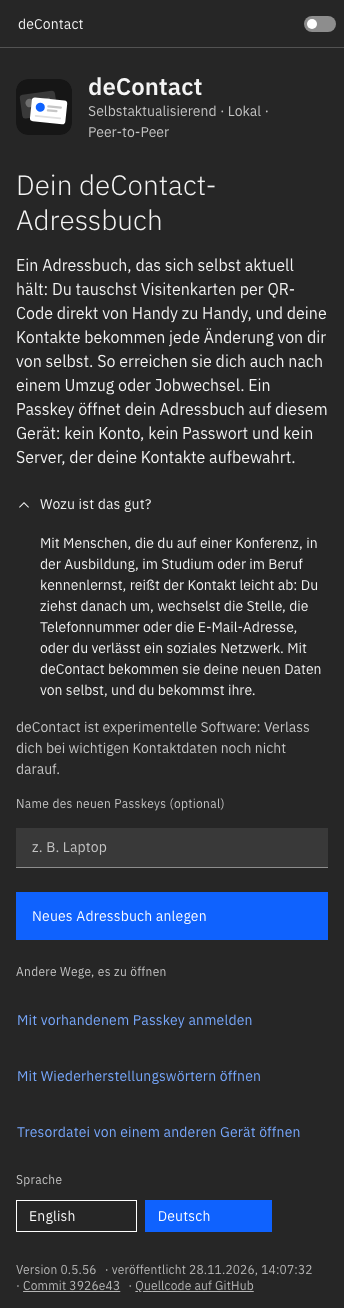 deContact
deContact
Selbstaktualisierend · Lokal ·
Peer-to-Peer
Dein deContact-
Adressbuch
Ein Adressbuch, das sich selbst aktuell
hält: Du tauschst Visitenkarten per QR-
Code direkt von Handy zu Handy, und deine
Kontakte bekommen jede Änderung von dir
von selbst. So erreichen sie dich auch nach
einem Umzug oder Jobwechsel. Ein
Passkey öffnet dein Adressbuch auf diesem
Gerät: kein Konto, kein Passwort und kein
Server, der deine Kontakte aufbewahrt.
Wozu ist das gut?
Mit Menschen, die du auf einer Konferenz, in
der Ausbildung, im Studium oder im Beruf
kennenlernst, reißt der Kontakt leicht ab: Du
ziehst danach um, wechselst die Stelle, die
Telefonnummer oder die E-Mail-Adresse,
oder du verlässt ein soziales Netzwerk. Mit
deContact bekommen sie deine neuen Daten
von selbst, und du bekommst ihre.
deContact ist experimentelle Software: Verlass
dich bei wichtigen Kontaktdaten noch nicht
darauf.
Name des neuen Passkeys (optional)
z. B. Laptop
Neues Adressbuch anlegen
Andere Wege, es zu öffnen
Mit vorhandenem Passkey anmelden
Mit Wiederherstellungswörtern öffnen
Tresordatei von einem anderen Gerät öffnen
Sprache
English
Deutsch
Version 0.5.56 · veröffentlicht 28.11.2026, 14:07:32
· Commit 3926e43 · Quellcode auf GitHub